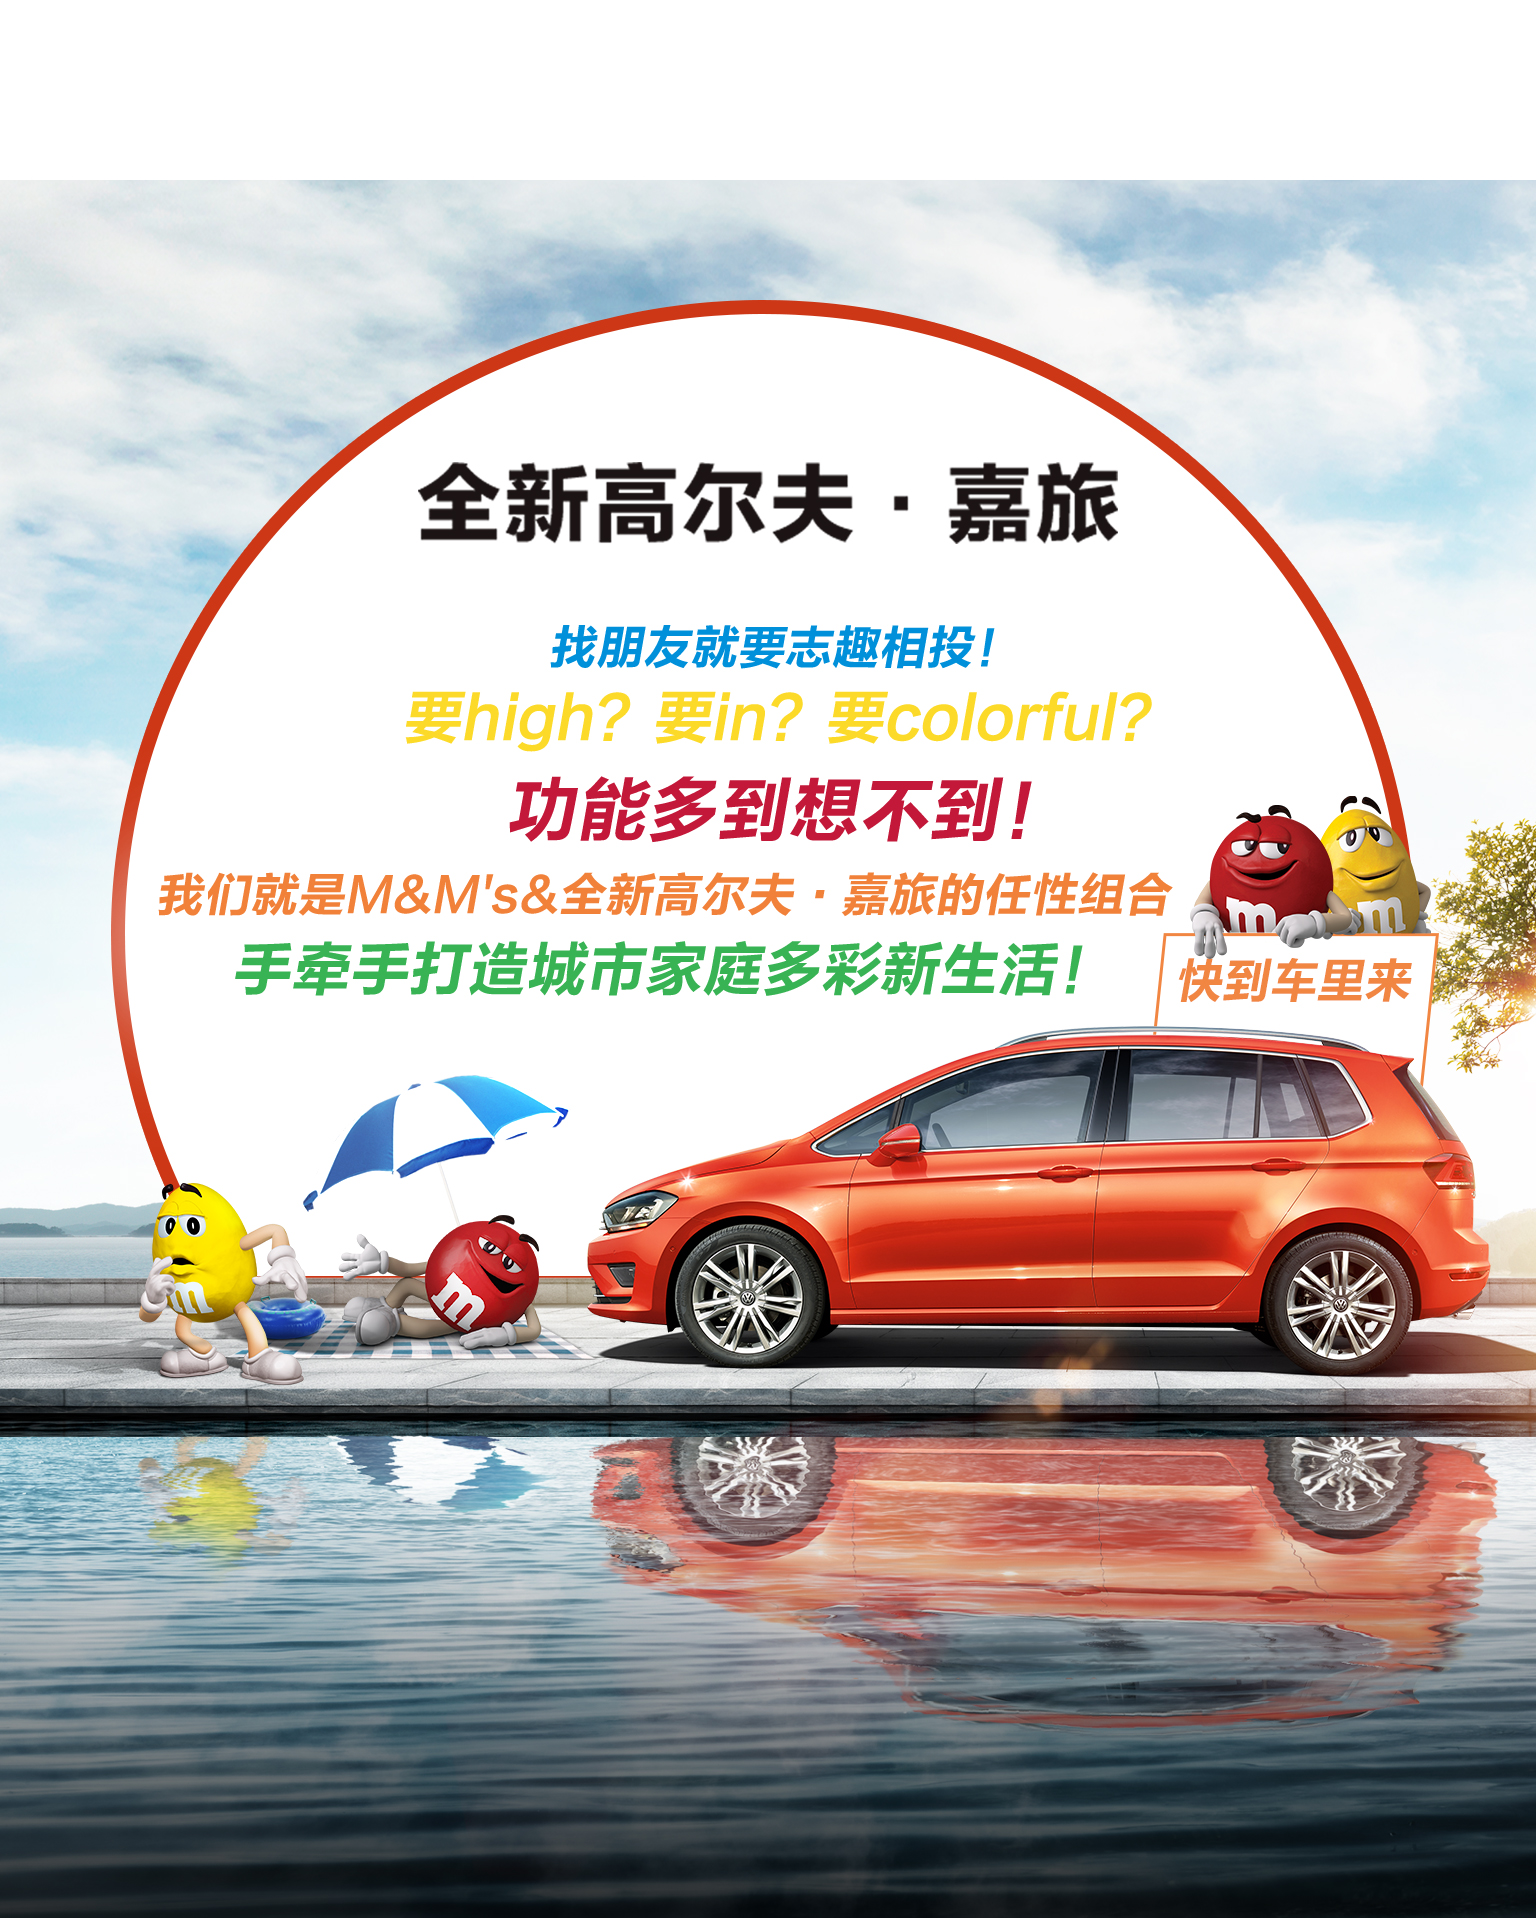 全新高尔夫·嘉旅
找朋友就要志趣相投!
要high? 要in? 要colorful?
功能多到想不到!
我们就是M&M's&全新高尔夫·嘉旅的任性组合
手牵手打造城市家庭多彩新生活!
快到车里来
m
m
m
m